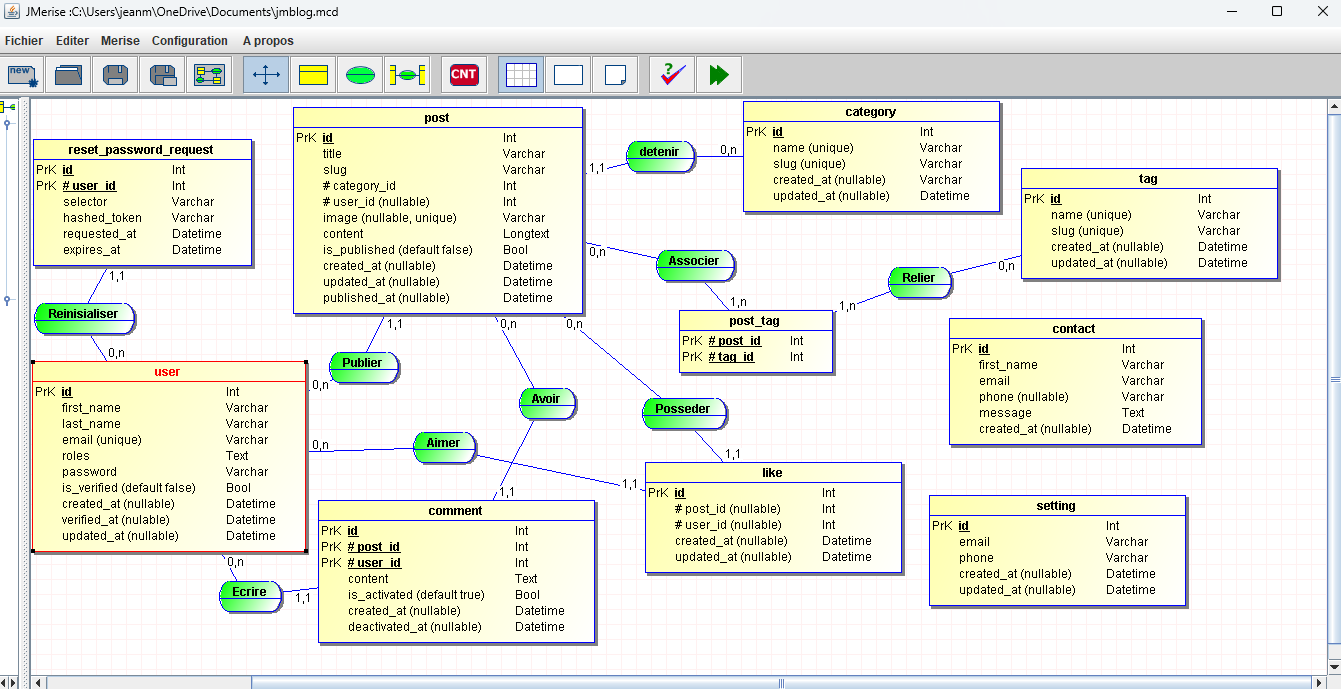 JMerise :C:\Users\jeanm\OneDrive\Documents\jmblog.mcd
Fichier Editer Merise Configuration A propos
new
CNT
?
reset_password_request
PrK id Int
PrK # user_id Int
selector Varchar
hashed_token Varchar
requested_at Datetime
expires_at Datetime
1,1
Reinisialiser
0,n
user
PrK id Int
first_name Varchar
last_name Varchar
email (unique) Varchar
roles Text
password Varchar
is_verified (default false) Bool
created_at (nullable) Datetime
verified_at (nulable) Datetime
updated_at (nullable) Datetime
0,n
Ecrire
1,1
post
PrK id Int
title Varchar
slug Varchar
# category_id Int
# user_id (nullable) Int
image (nullable, unique) Varchar
content Longtext
is_published (default false) Bool
created_at (nullable) Datetime
updated_at (nullable) Datetime
published_at (nullable) Datetime
1,1
Publier
0,n
0,n
Avoir
1,1
0,n
Aimer
1,1
0,n
Posseder
1,1
comment
PrK id Int
PrK # post_id Int
PrK # user_id Int
content Text
is_activated (default true) Bool
created_at (nullable) Datetime
deactivated_at (nullable) Datetime
1,1
detenir
0,n
category
PrK id Int
name (unique) Varchar
slug (unique) Varchar
created_at (nullable) Varchar
updated_at (nullable) Datetime
0,n
Associer
1,n
post_tag
PrK # post_id Int
PrK # tag_id Int
1,n
Relier
0,n
tag
PrK id Int
name (unique) Varchar
slug (unique) Varchar
created_at (nullable) Datetime
updated_at (nullable) Datetime
contact
PrK id Int
first_name Varchar
email Varchar
phone (nullable) Varchar
message Text
created_at (nullable) Datetime
like
PrK id Int
# post_id (nullable) Int
# user_id (nullable) Int
created_at (nullable) Datetime
updated_at (nullable) Datetime
setting
PrK id Int
email Varchar
phone Varchar
created_at (nullable) Datetime
updated_at (nullable) Datetime